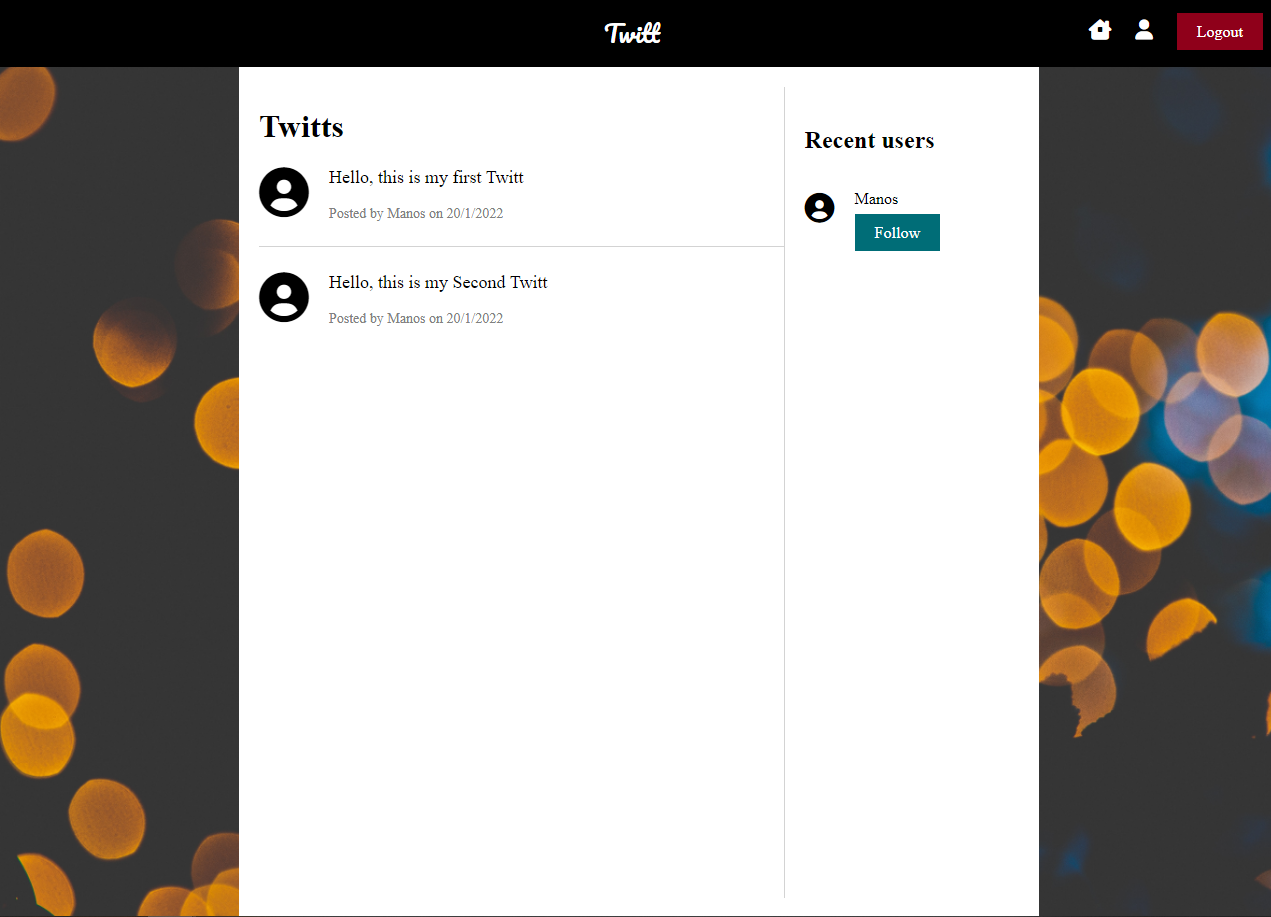 Twitt
Logout
Twitts
Hello, this is my first Twitt
Posted by Manos on 20/1/2022
Hello, this is my Second Twitt
Posted by Manos on 20/1/2022
Recent users
Manos
Follow